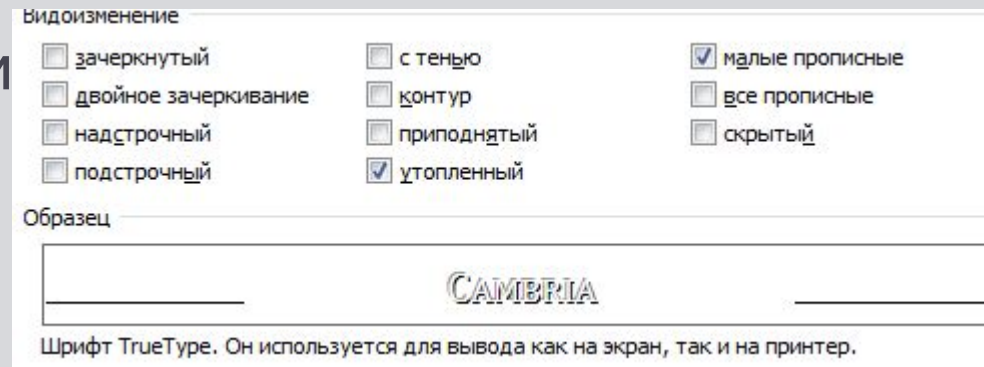 Видоизменение
зачеркнутый с тенью малые прописные
двойное зачеркивание контур все прописные
надстрочный приподнятый скрытый
подстрочный утопленный
Образец
CAMBRIA
Шрифт TrueType. Он используется для вывода как на экран, так и на принтер.